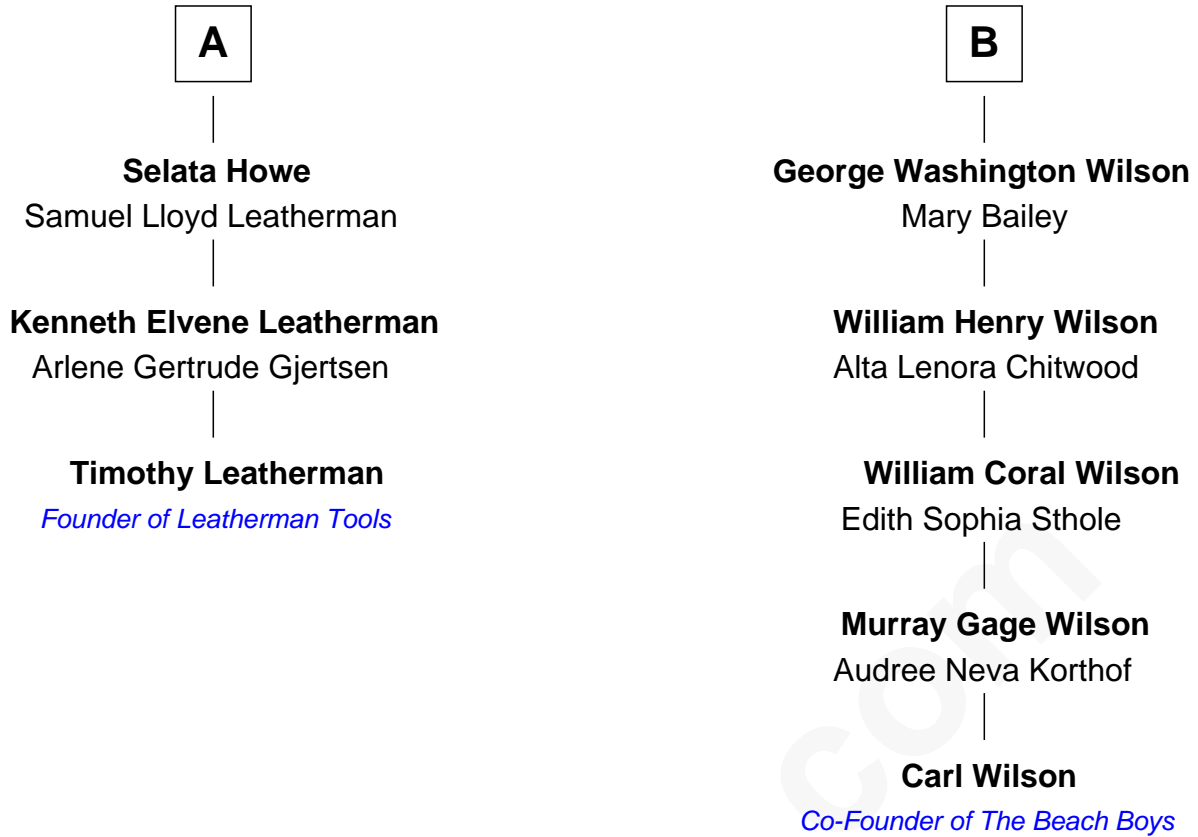 A
Selata Howe
Samuel Lloyd Leatherman
Kenneth Elvene Leatherman
Arlene Gertrude Gjertsen
Timothy Leatherman
Founder of Leatherman Tools
B
George Washington Wilson
Mary Bailey
William Henry Wilson
Alta Lenora Chitwood
William Coral Wilson
Edith Sophia Sthole
Murray Gage Wilson
Audree Neva Korthof
Carl Wilson
Co-Founder of The Beach Boys
com